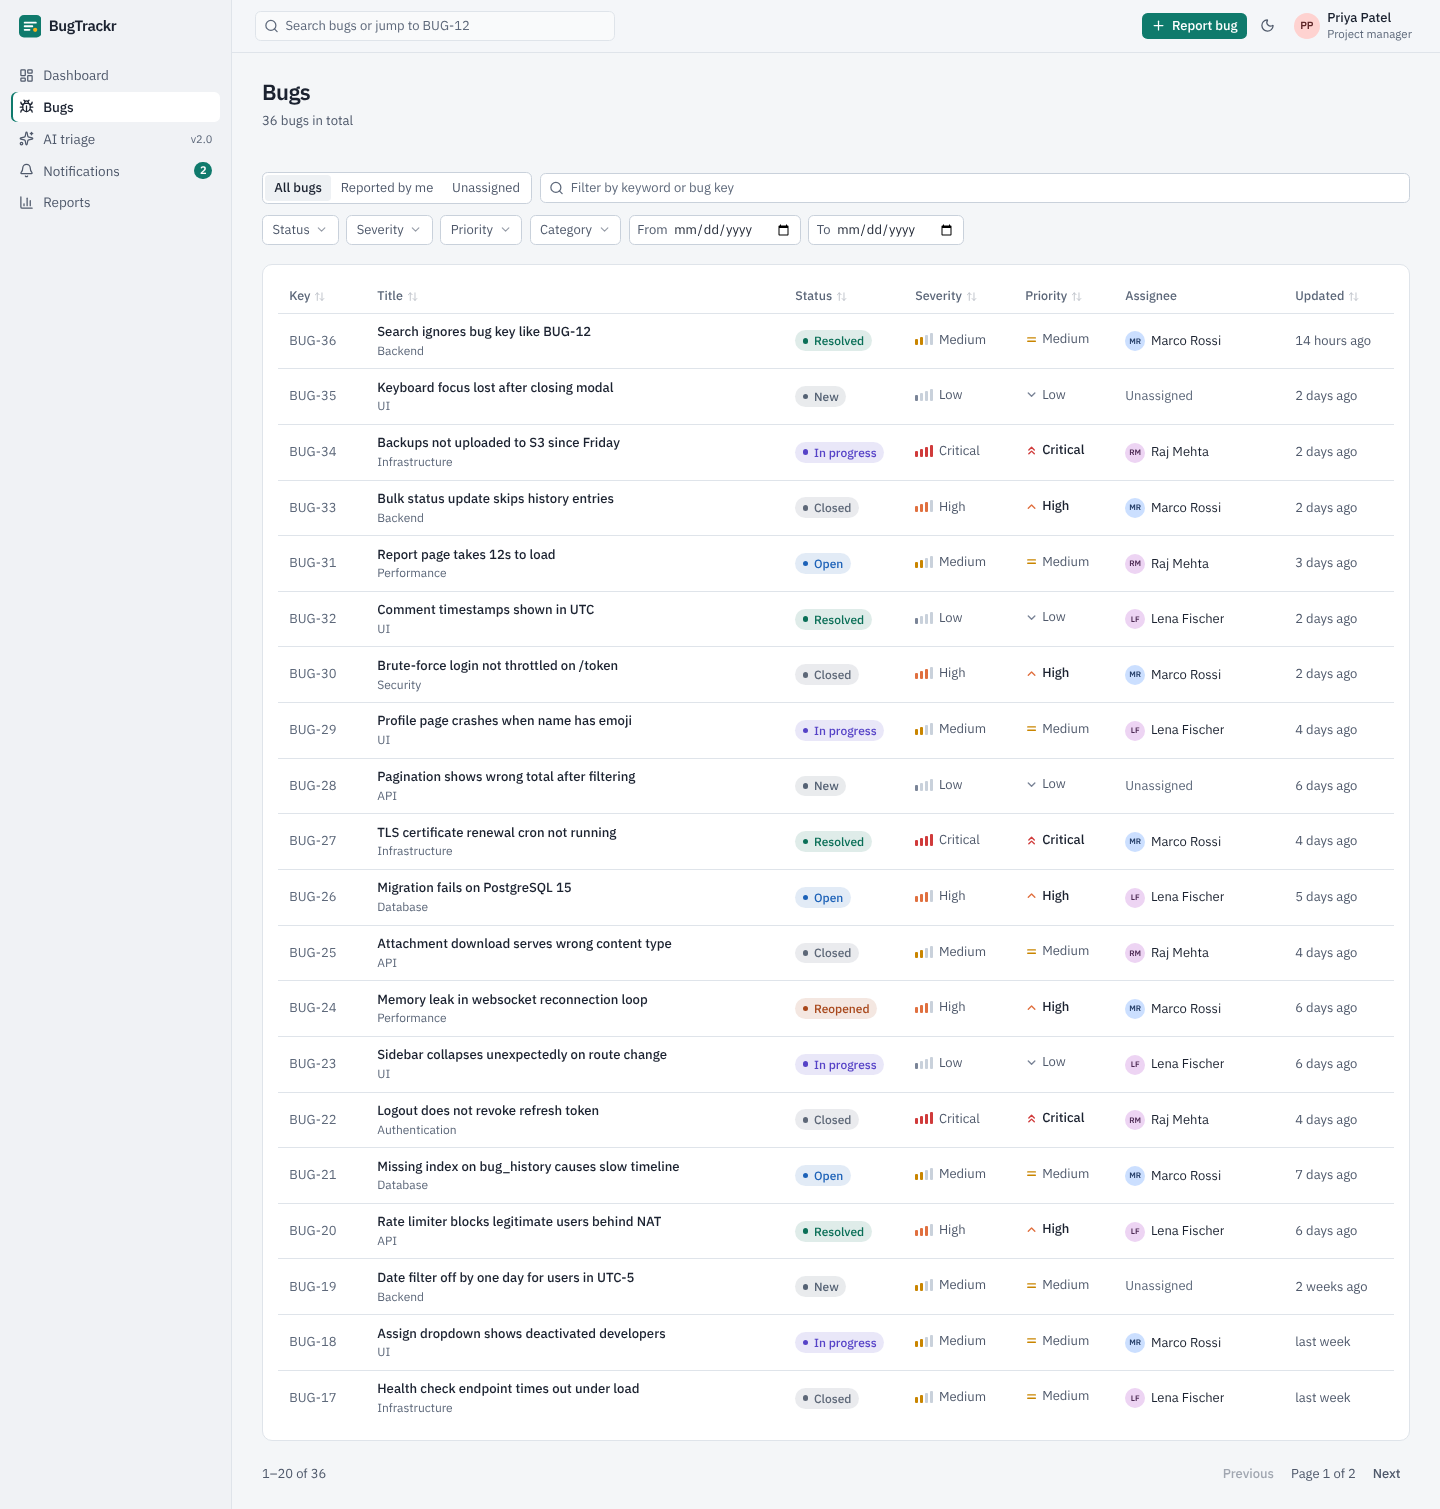 BugTrackr
Search bugs or jump to BUG-12
Report bug
PP
Priya Patel
Project manager
Dashboard
Bugs
AI triage v2.0
Notifications 2
Reports
Bugs
36 bugs in total
All bugs Reported by me Unassigned
Filter by keyword or bug key
Status Severity Priority Category From mm/dd/yyyy To mm/dd/yyyy
Key Title Status Severity Priority Assignee Updated
BUG-36 Search ignores bug key like BUG-12 Resolved Medium Medium MR Marco Rossi 14 hours ago
Backend
BUG-35 Keyboard focus lost after closing modal New Low Low Unassigned 2 days ago
UI
BUG-34 Backups not uploaded to S3 since Friday In progress Critical Critical RM Raj Mehta 2 days ago
Infrastructure
BUG-33 Bulk status update skips history entries Closed High High MR Marco Rossi 2 days ago
Backend
BUG-31 Report page takes 12s to load Open Medium Medium RM Raj Mehta 3 days ago
Performance
BUG-32 Comment timestamps shown in UTC Resolved Low Low LF Lena Fischer 2 days ago
UI
BUG-30 Brute-force login not throttled on /token Closed High High MR Marco Rossi 2 days ago
Security
BUG-29 Profile page crashes when name has emoji In progress Medium Medium LF Lena Fischer 4 days ago
UI
BUG-28 Pagination shows wrong total after filtering New Low Low Unassigned 6 days ago
API
BUG-27 TLS certificate renewal cron not running Resolved Critical Critical MR Marco Rossi 4 days ago
Infrastructure
BUG-26 Migration fails on PostgreSQL 15 Open High High LF Lena Fischer 5 days ago
Database
BUG-25 Attachment download serves wrong content type Closed Medium Medium RM Raj Mehta 4 days ago
API
BUG-24 Memory leak in websocket reconnection loop Reopened High High MR Marco Rossi 6 days ago
Performance
BUG-23 Sidebar collapses unexpectedly on route change In progress Low Low LF Lena Fischer 6 days ago
UI
BUG-22 Logout does not revoke refresh token Closed Critical Critical RM Raj Mehta 4 days ago
Authentication
BUG-21 Missing index on bug_history causes slow timeline Open Medium Medium MR Marco Rossi 7 days ago
Database
BUG-20 Rate limiter blocks legitimate users behind NAT Resolved High High LF Lena Fischer 6 days ago
API
BUG-19 Date filter off by one day for users in UTC-5 New Medium Medium Unassigned 2 weeks ago
Backend
BUG-18 Assign dropdown shows deactivated developers In progress Medium Medium MR Marco Rossi last week
UI
BUG-17 Health check endpoint times out under load Closed Medium Medium LF Lena Fischer last week
Infrastructure
1–20 of 36 Previous Page 1 of 2 Next